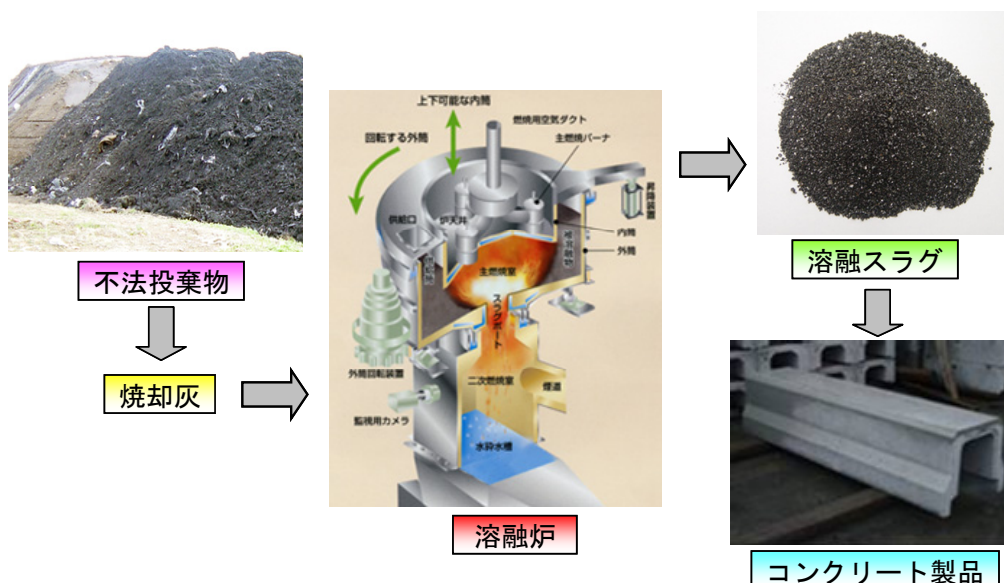 不法投棄物
焼却灰
上下可能な内筒
回転する外筒
燃焼用空気ダクト
主燃焼バーナ
供給口
炉天井
昇降装置
内筒
外筒
被溶融物
主燃焼室
スラグポート
外筒回転装置
二次燃焼室
煙道
監視用カメラ
水砕水槽
溶融炉
溶融スラグ
コンクリート製品